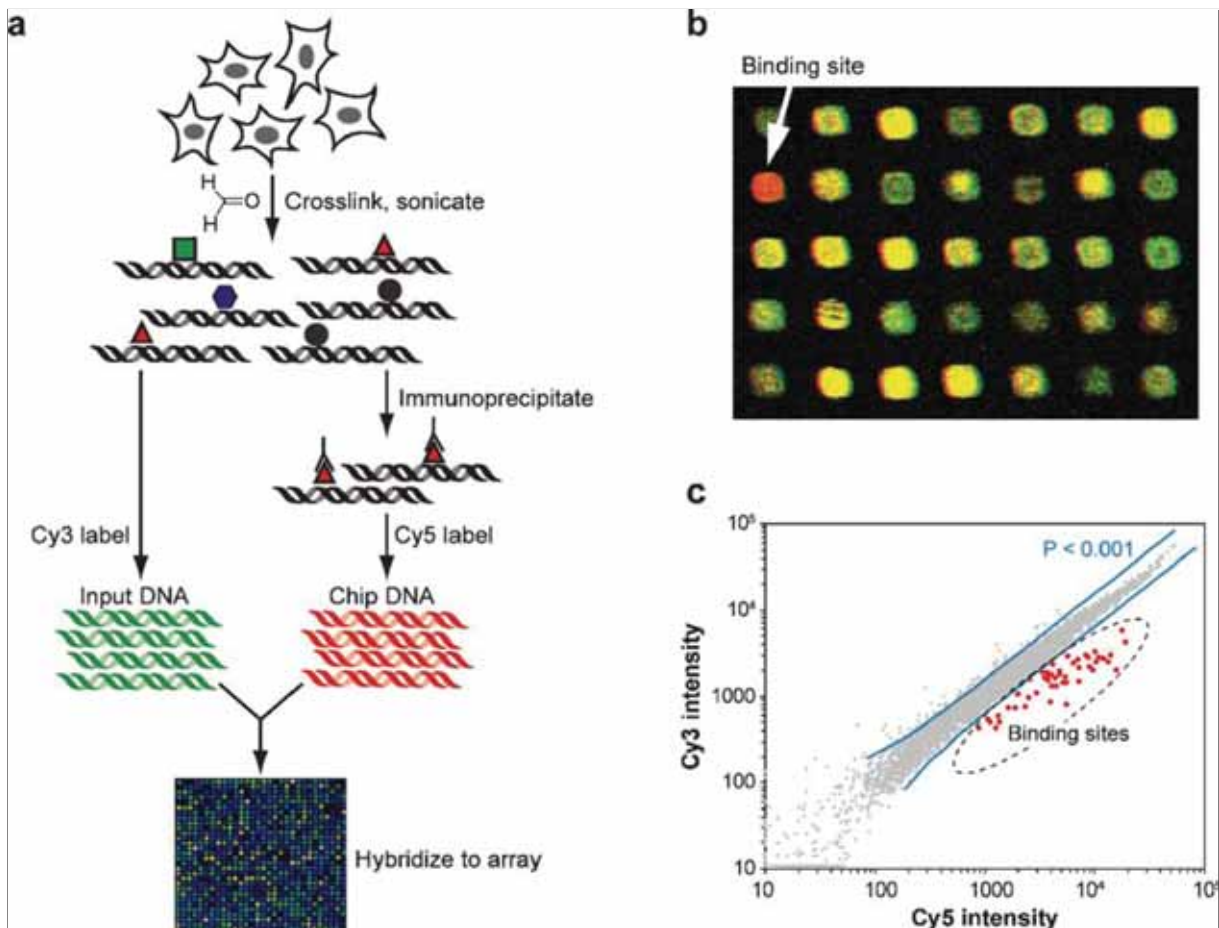 a
H
H
O
Crosslink, sonicate
Immunoprecipitate
Cy3 label
Cy5 label
Input DNA
Chip DNA
Hybridize to array
b
Binding site
c
10⁵
10⁴
1000
100
10
Cy3 intensity
P < 0.001
Binding sites
10
100
1000
10⁴
10⁵
Cy5 intensity